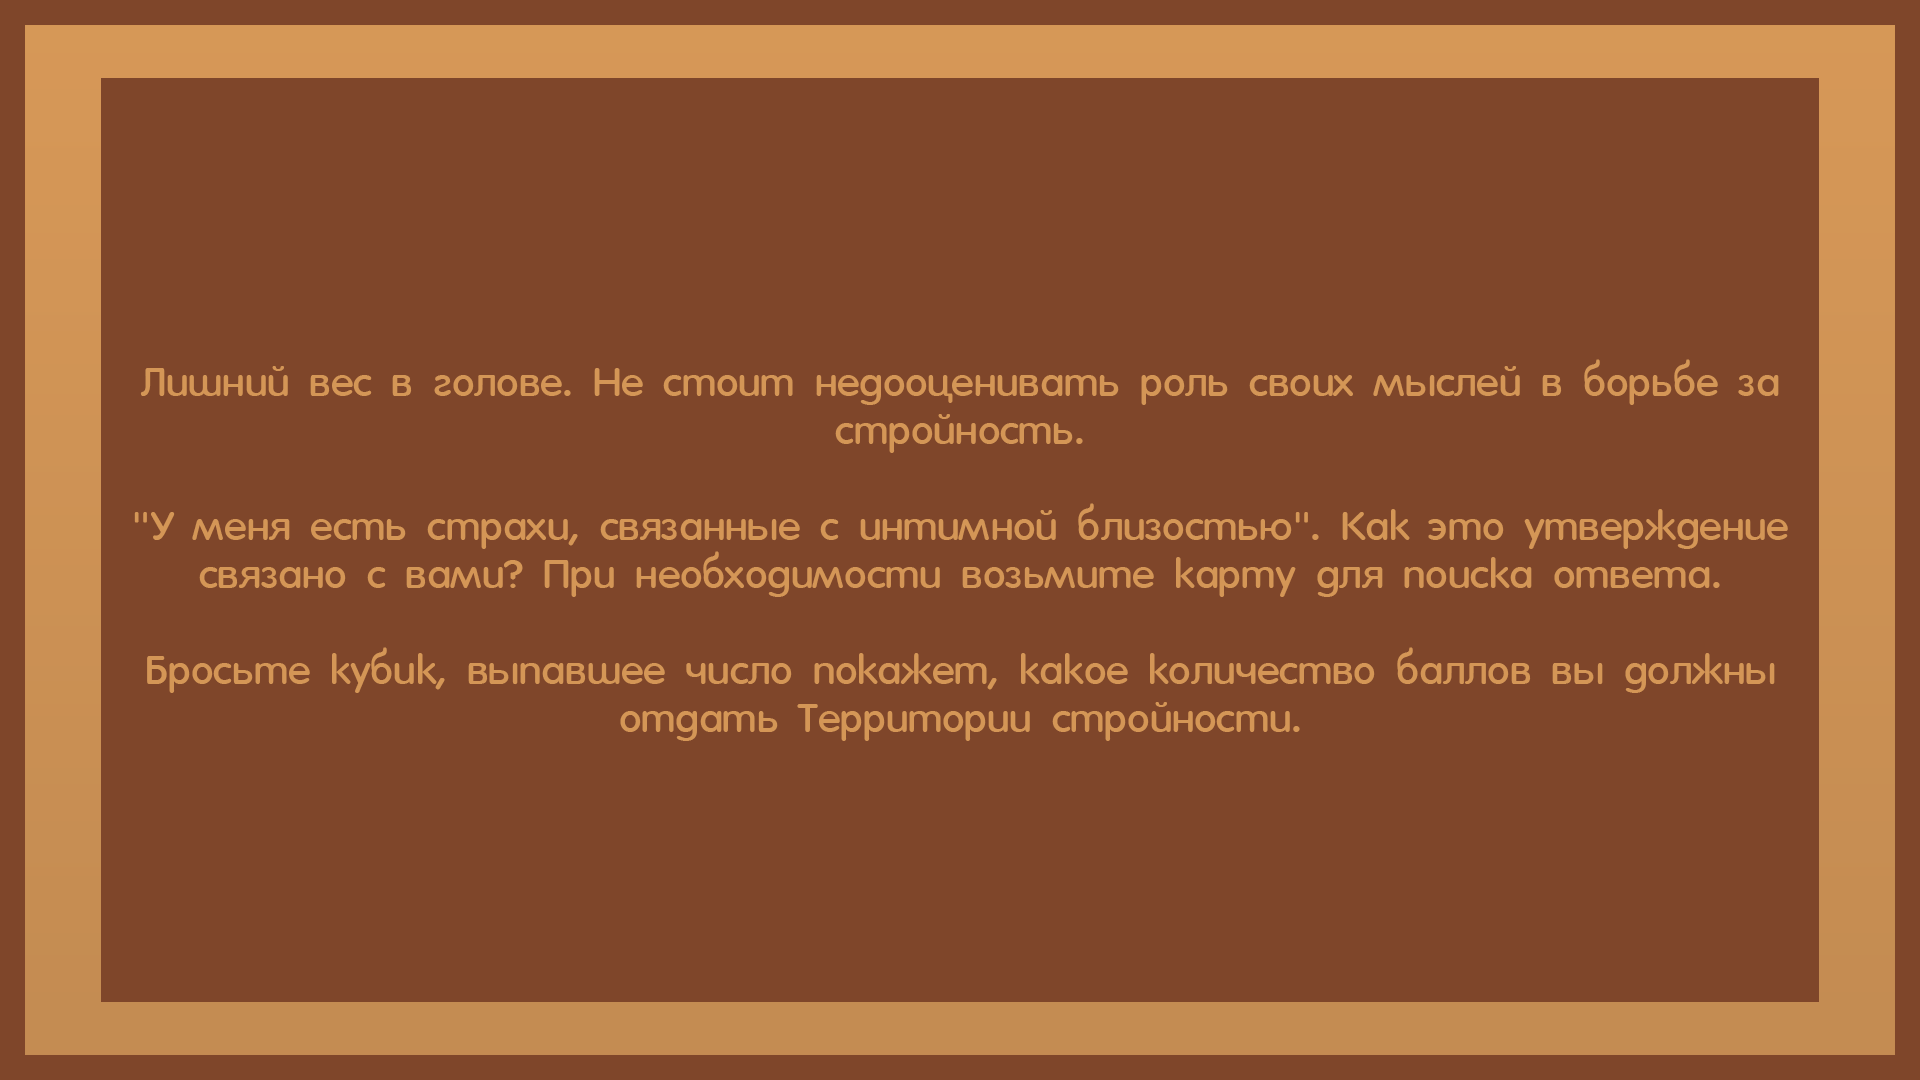 Лишний вес в голове. Не стоит недооценивать роль своих мыслей в борьбе за
стройность.
"У меня есть страхи, связанные с интимной близостью". Как это утверждение
связано с вами? При необходимости возьмите карту для поиска ответа.
Бросьте кубик, выпавшее число покажет, какое количество баллов вы должны
отдать Территории стройности.